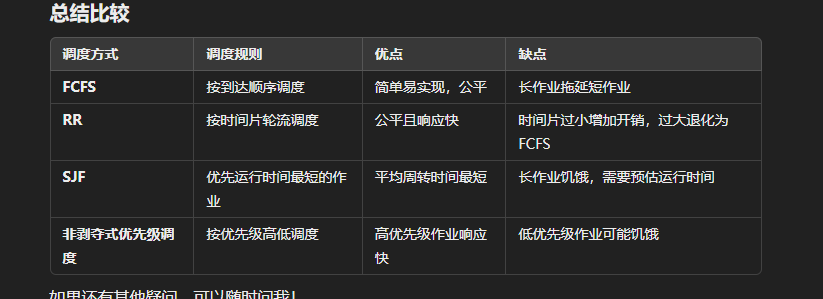 总结比较
调度方式 调度规则 优点 缺点
FCFS 按到达顺序调度 简单易实现，公平 长作业拖延短作业
RR 按时间片轮流调度 公平且响应快 时间片过小增加开销，过大退化为
FCFS
SJF 优先运行时间最短的作 平均周转时间最短 长作业饥饿，需要预估运行时间
业
非剥夺式优先级调 按优先级高低调度 高优先级作业响应 低优先级作业可能饥饿
度 快
如果还有其他疑问，可以随时问我！